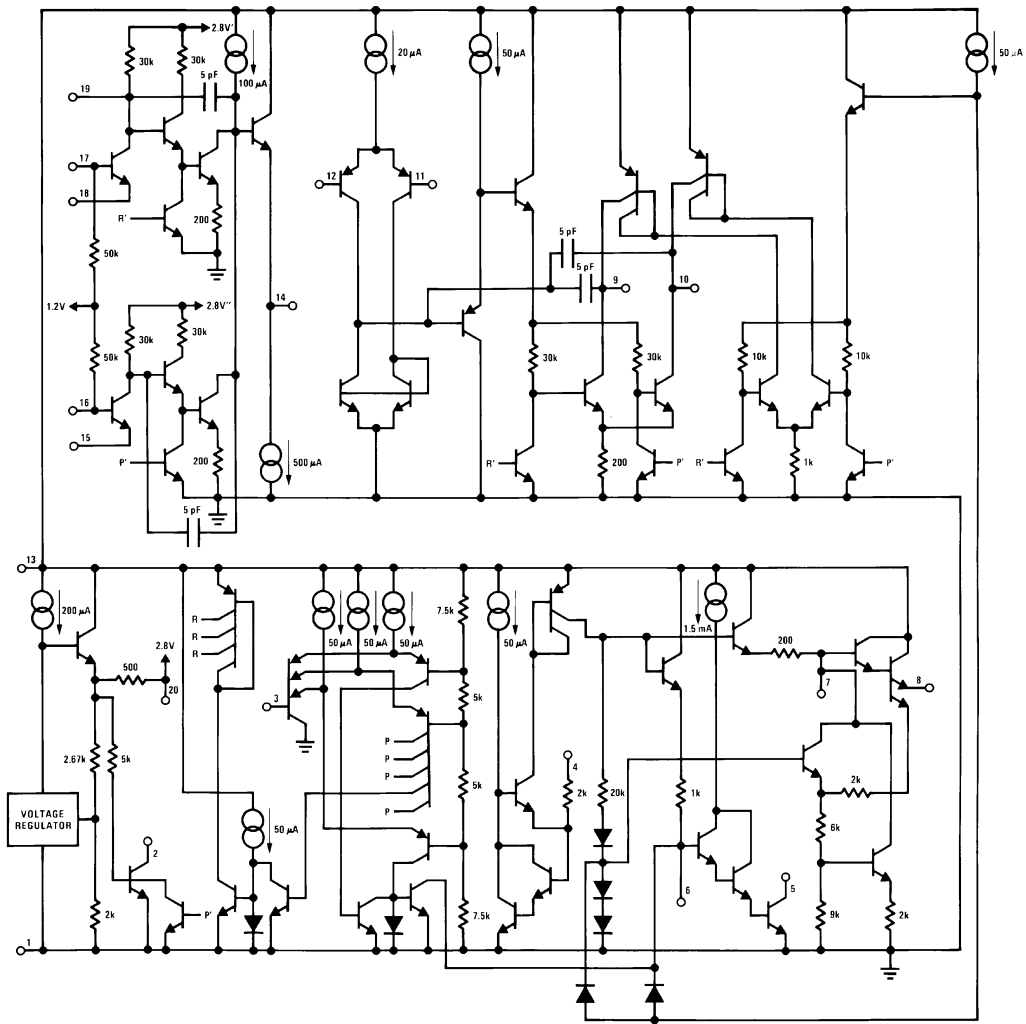 2.8V'
30k
30k
5 pF
100 µA
20 µA
50 µA
50 µA
19
17
18
R'
200
50k
12
11
5 pF
5 pF
9
10
14
1.2V
2.8V''
30k
30k
50k
30k
30k
10k
10k
16
15
P'
200
500 µA
R'
200
P'
R'
1k
P'
5 pF
13
200 µA
2.8V
500
20
R
R
R
50 µA
50 µA
50 µA
7.5k
50 µA
1.5 mA
200
7
8
3
5k
2.67k
5k
P
P
P
P
5k
4
2k
20k
1k
2k
6k
VOLTAGE
REGULATOR
50 µA
2
P'
2k
7.5k
6
5
9k
2k
1